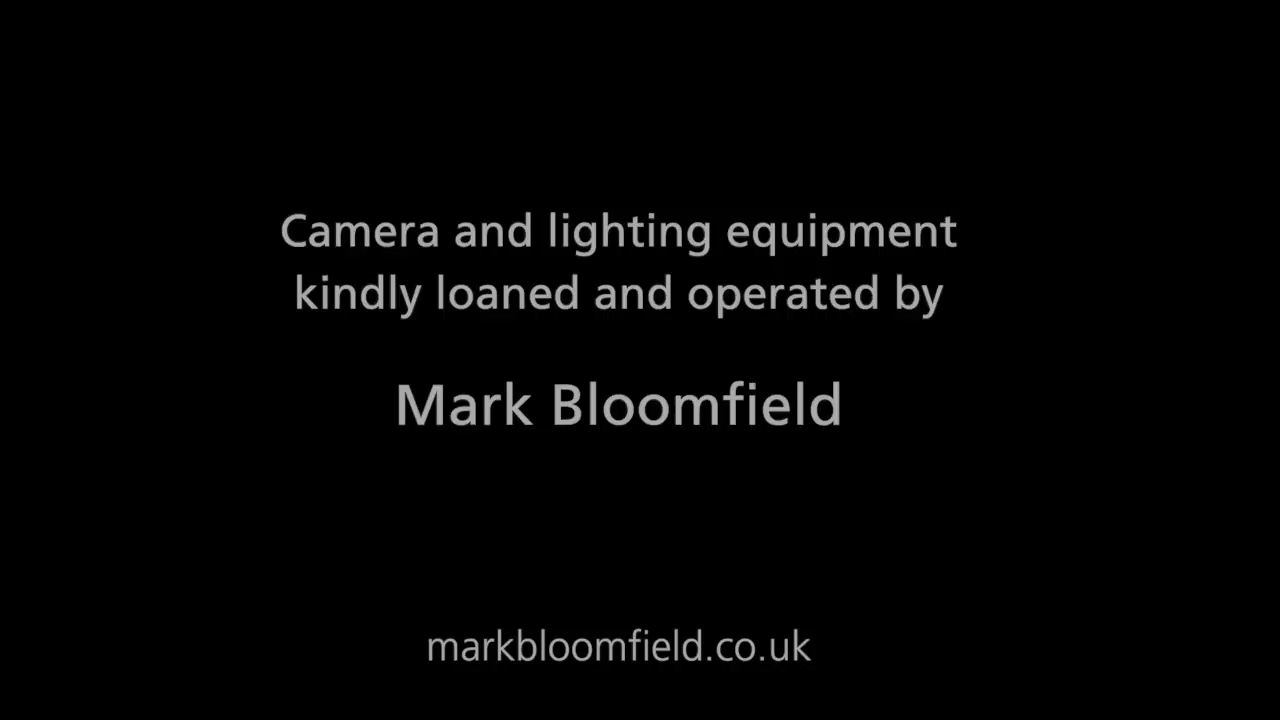 Camera and lighting equipment
kindly loaned and operated by
Mark Bloomfield
markbloomfield.co.uk